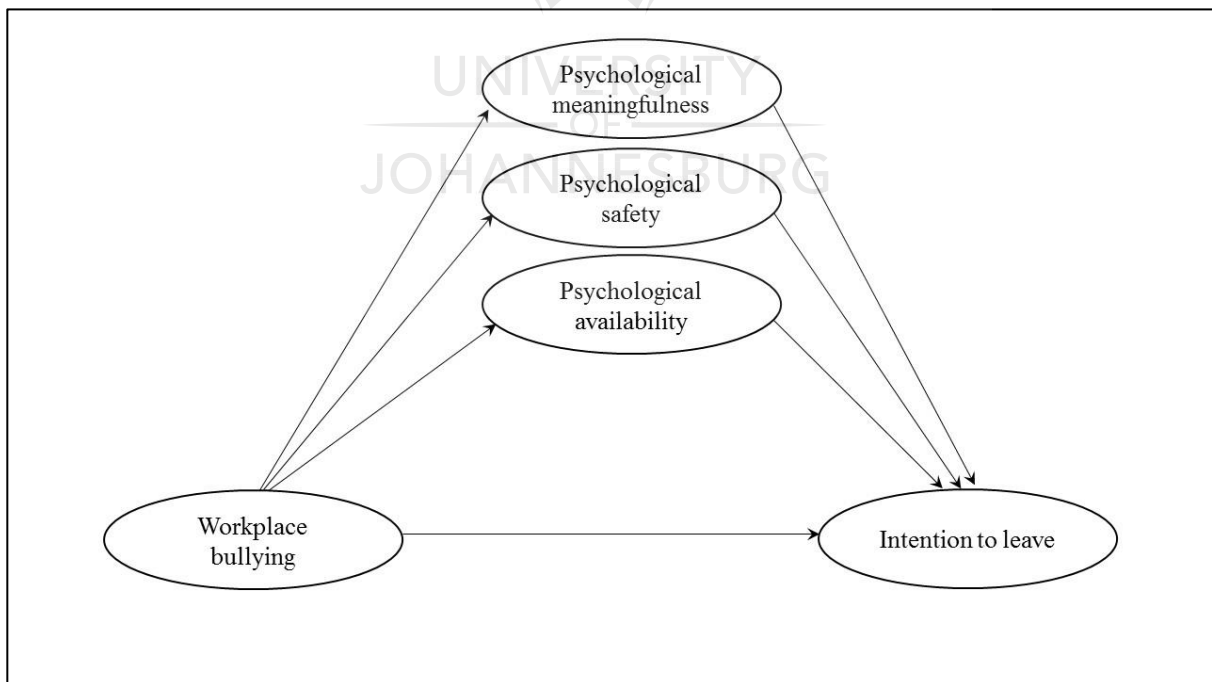 UNIVERSITY
OF
JOHANNESBURG
Psychological
meaningfulness
Psychological
safety
Psychological
availability
Workplace
bullying
Intention to leave